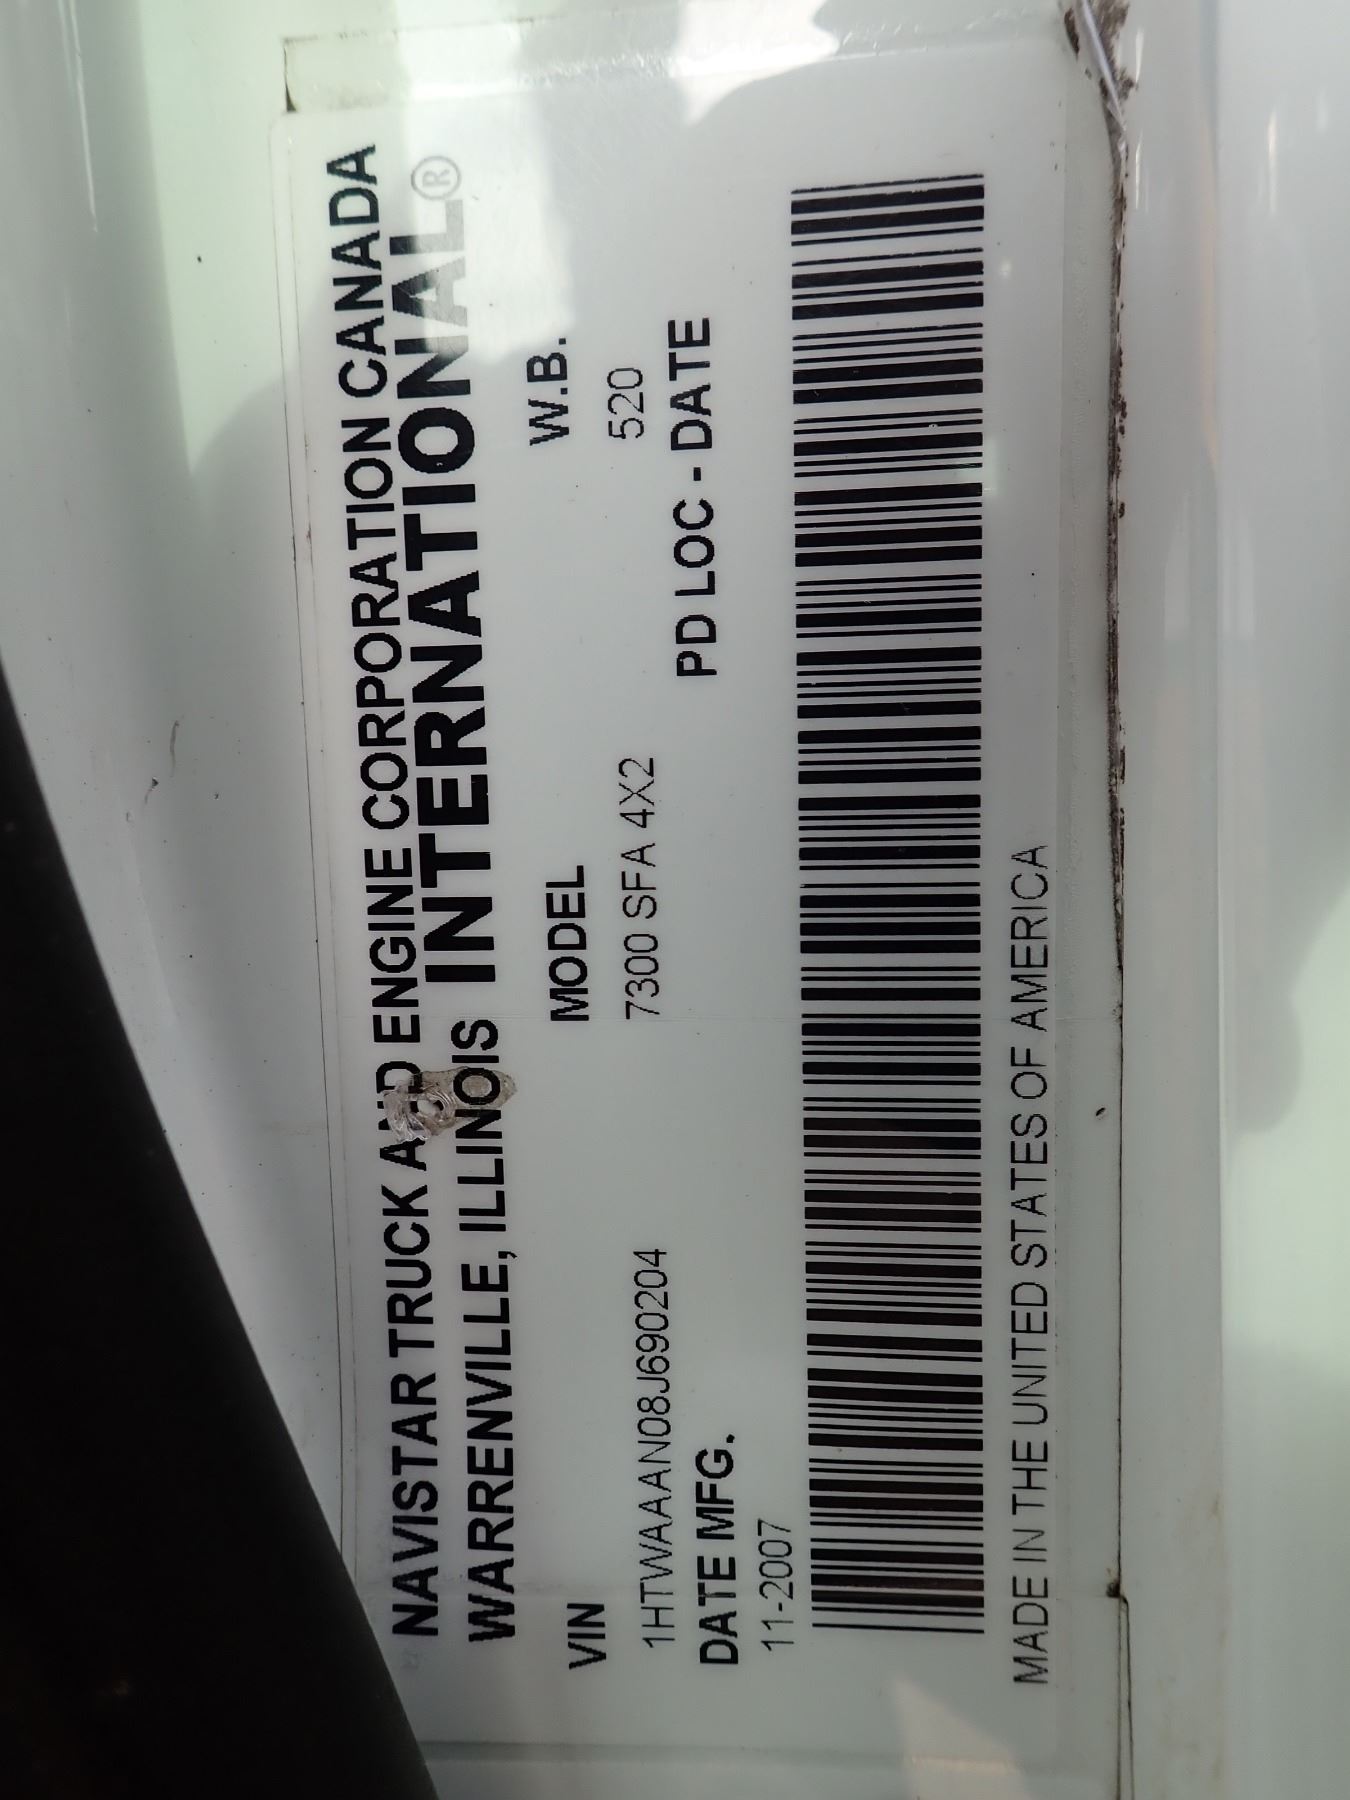 NAVISTAR TRUCK AND ENGINE CORPORATION CANADA
WARRENVILLE, ILLINOIS INTERNATIONAL®
VIN MODEL W.B.
1HTWAAAN08J690204 7300 SFA 4X2 520
DATE MFG. PD LOC - DATE
11-2007
MADE IN THE UNITED STATES OF AMERICA